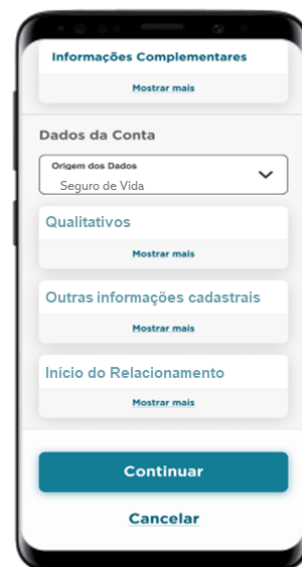 Informações Complementares
Mostrar mais
Dados da Conta
Origem dos Dados
Seguro de Vida
Qualitativos
Mostrar mais
Outras informações cadastrais
Mostrar mais
Início do Relacionamento
Mostrar mais
Continuar
Cancelar